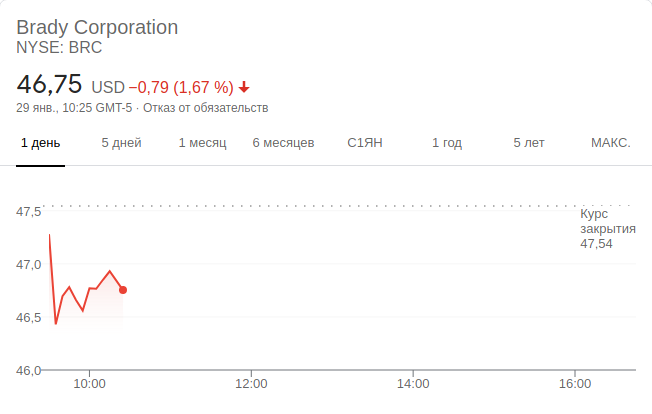 Brady Corporation
NYSE: BRC
46,75 USD −0,79 (1,67 %)
29 янв., 10:25 GMT-5 · Отказ от обязательств
1 день 5 дней 1 месяц 6 месяцев С1ЯН 1 год 5 лет МАКС.
47,5
Курс
закрытия
47,54
47,0
46,5
46,0
10:00 12:00 14:00 16:00